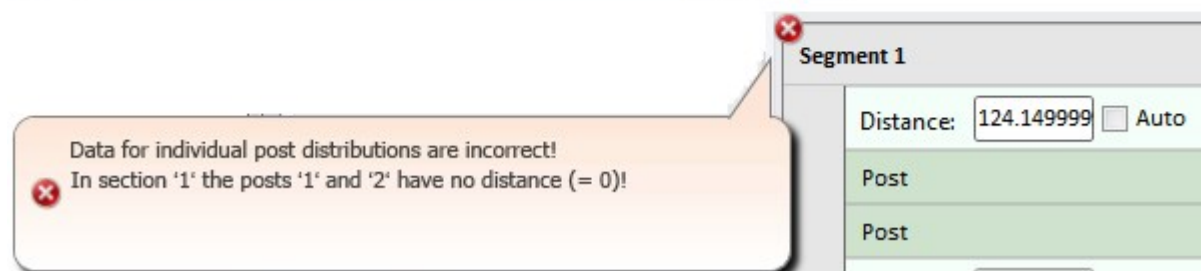 Segment 1
Distance: 124.149999 Auto
Data for individual post distributions are incorrect!
In section '1‘ the posts '1‘ and '2‘ have no distance (= 0)!
Post
Post